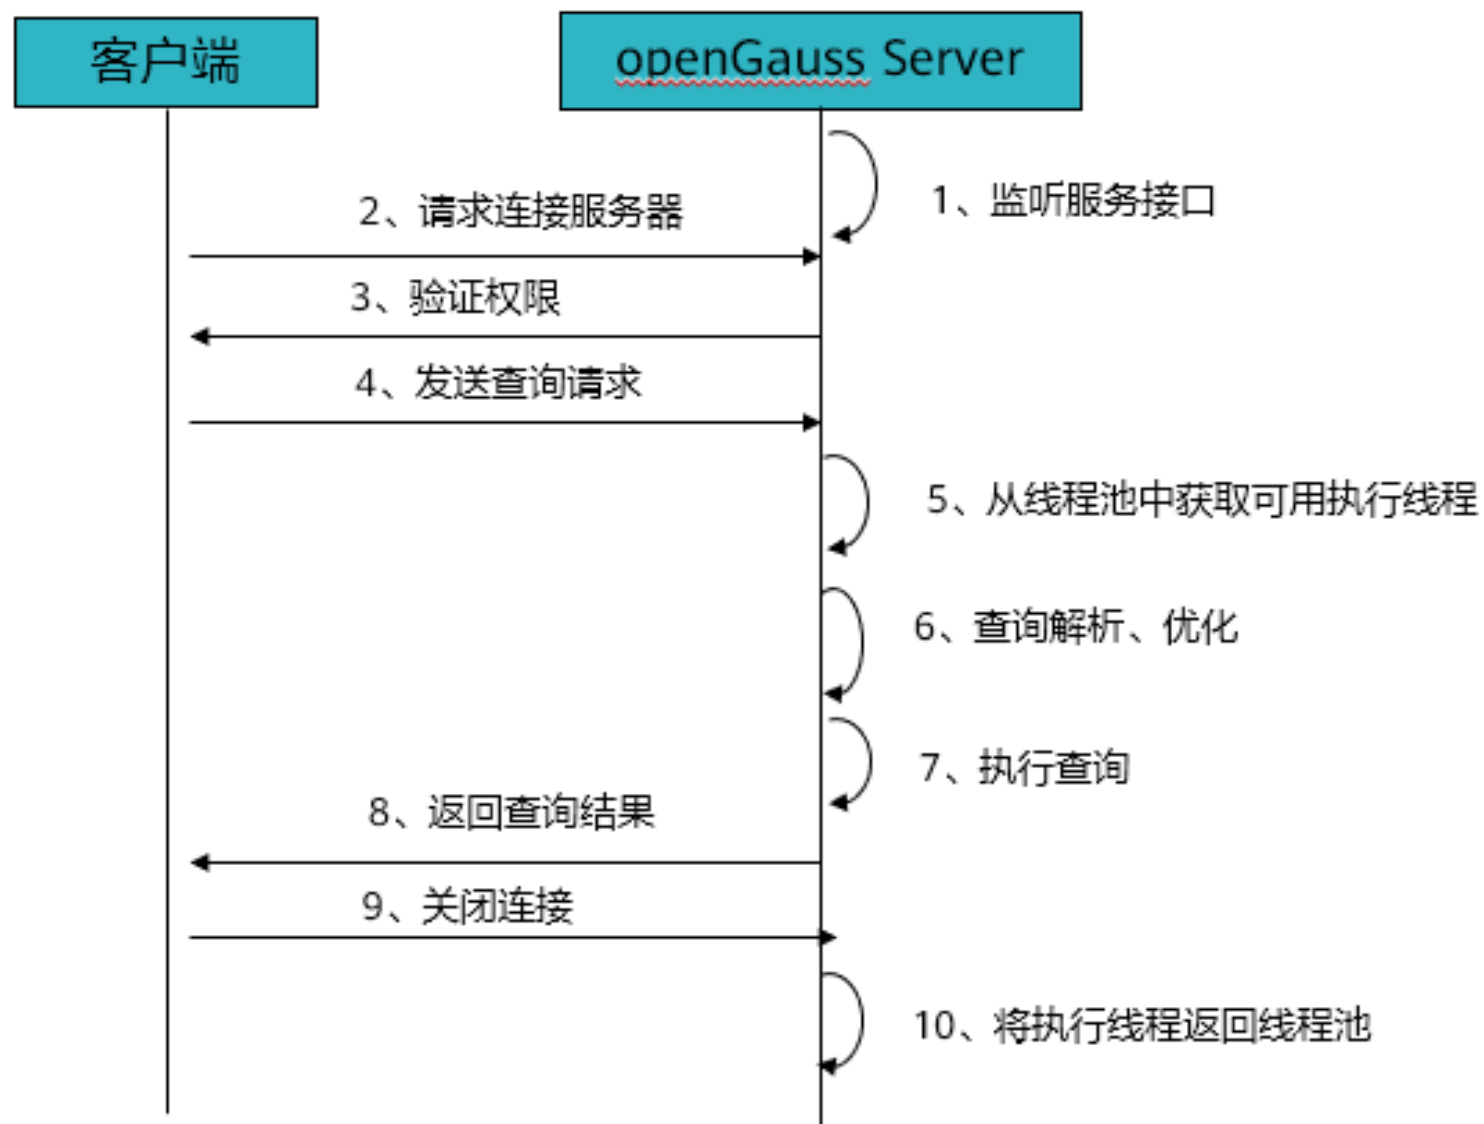 客户端
openGauss Server
1、监听服务接口
2、请求连接服务器
3、验证权限
4、发送查询请求
5、从线程池中获取可用执行线程
6、查询解析、优化
7、执行查询
8、返回查询结果
9、关闭连接
10、将执行线程返回线程池